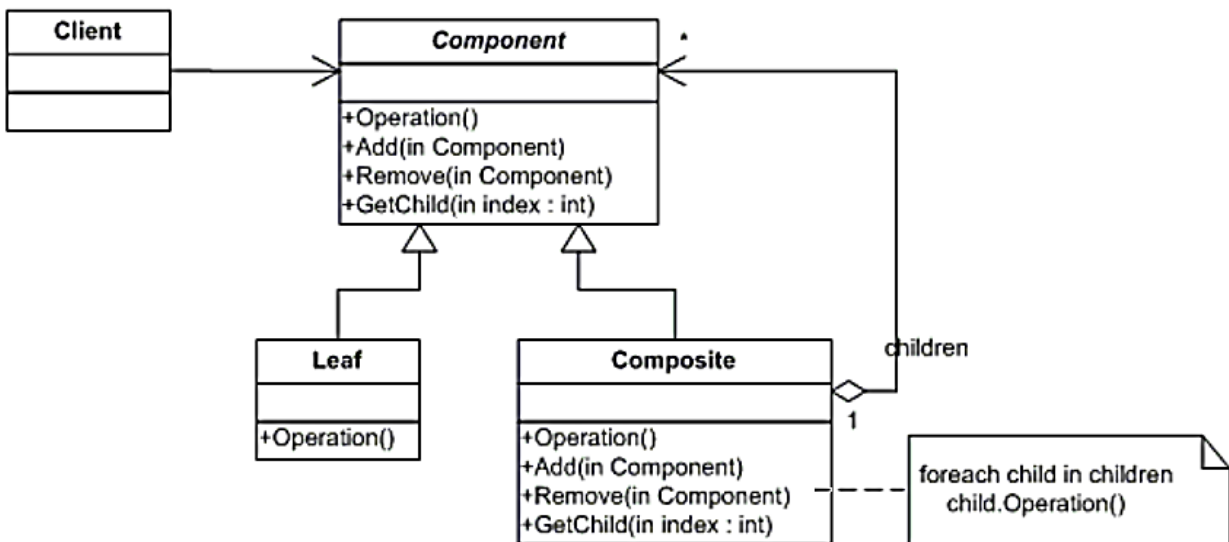 Client
Component
*
+Operation()
+Add(in Component)
+Remove(in Component)
+GetChild(in index : int)
Leaf
+Operation()
Composite
children
1
+Operation()
+Add(in Component)
+Remove(in Component)
+GetChild(in index : int)
foreach child in children
child.Operation()